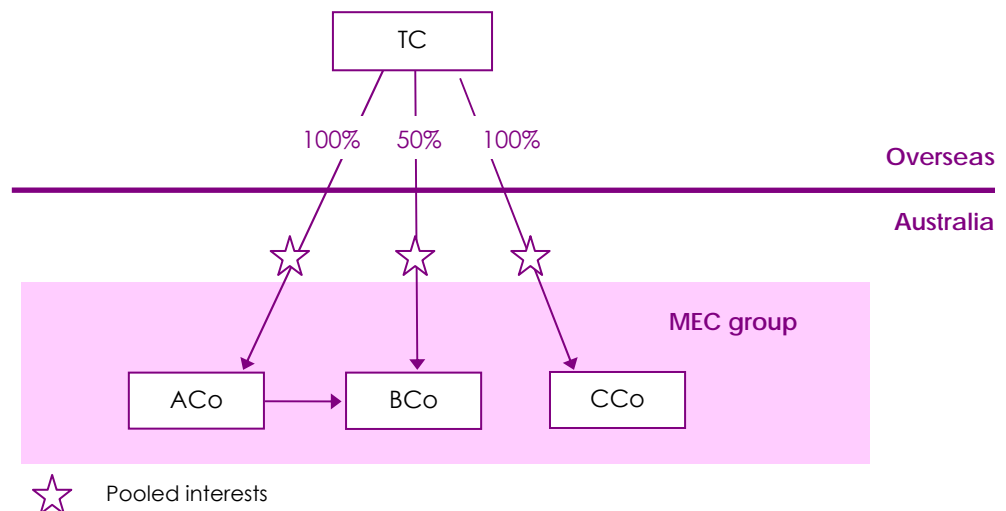 TC
100% 50% 100%
Overseas
Australia
MEC group
ACo BCo CCo
Pooled interests